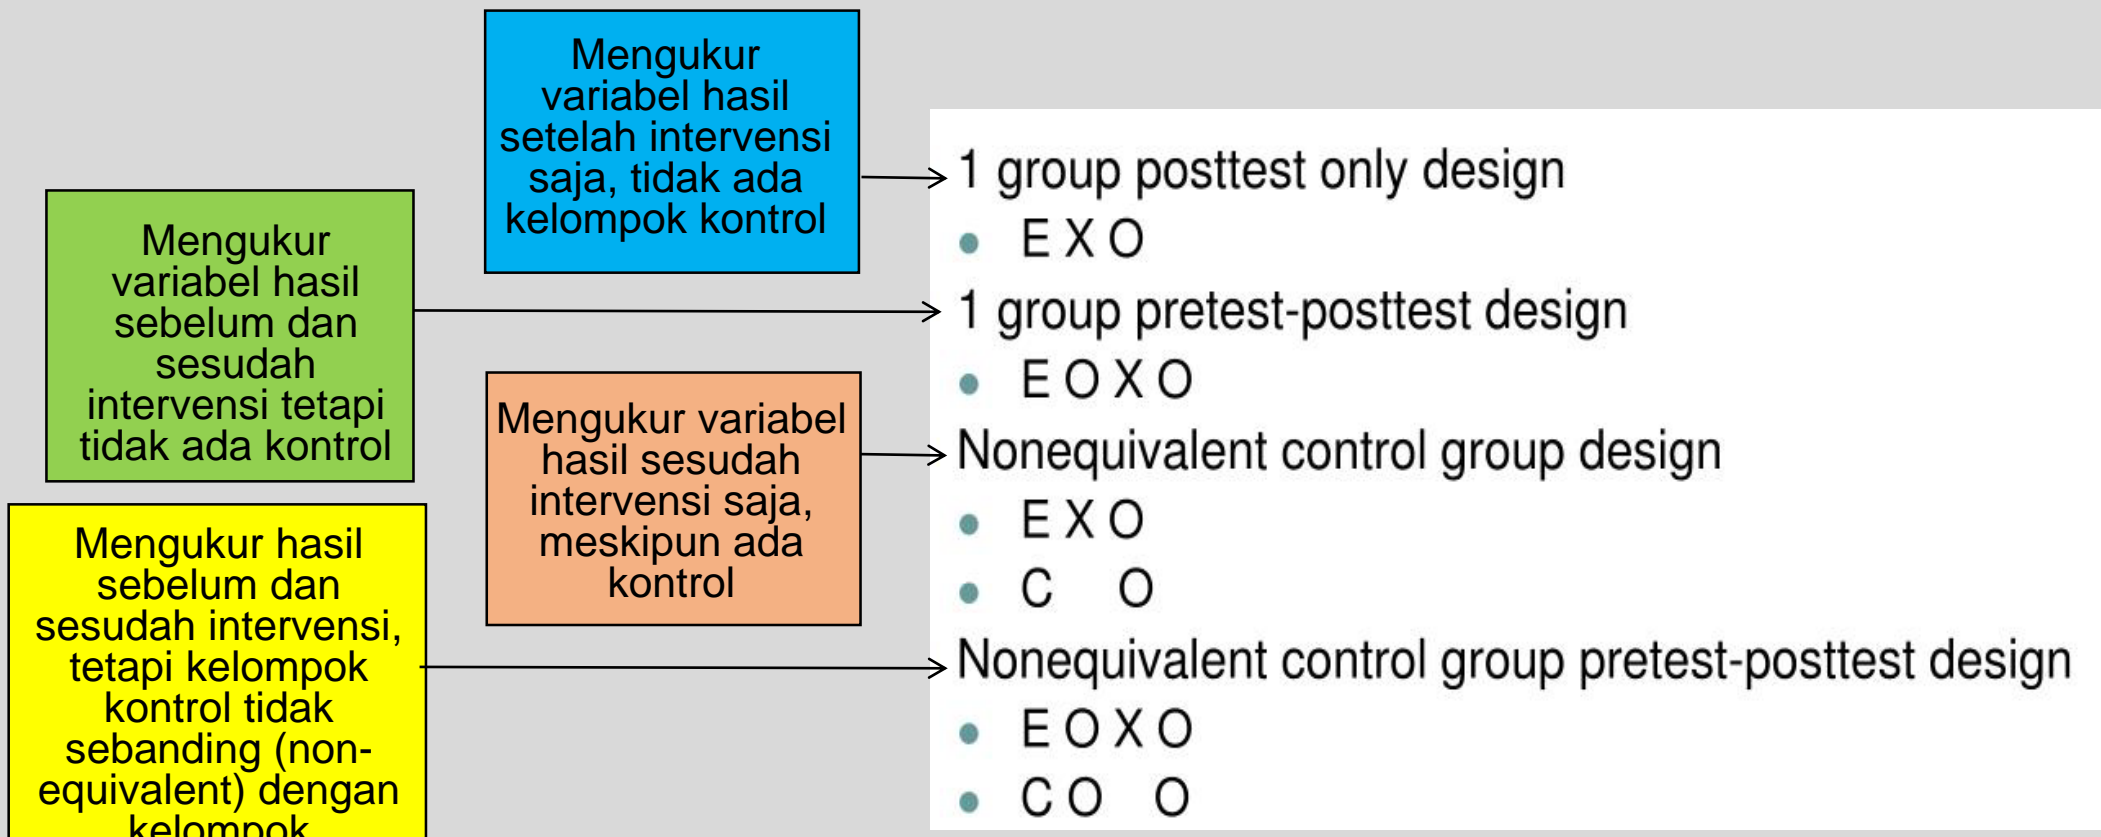 Mengukur
variabel hasil
setelah intervensi
saja, tidak ada
kelompok kontrol
Mengukur
variabel hasil
sebelum dan
sesudah
intervensi tetapi
tidak ada kontrol
Mengukur variabel
hasil sesudah
intervensi saja,
meskipun ada
kontrol
Mengukur hasil
sebelum dan
sesudah intervensi,
tetapi kelompok
kontrol tidak
sebanding (non-
equivalent) dengan
kelompok
1 group posttest only design
• E X O
1 group pretest-posttest design
• E O X O
Nonequivalent control group design
• E X O
• C O
Nonequivalent control group pretest-posttest design
• E O X O
• C O O